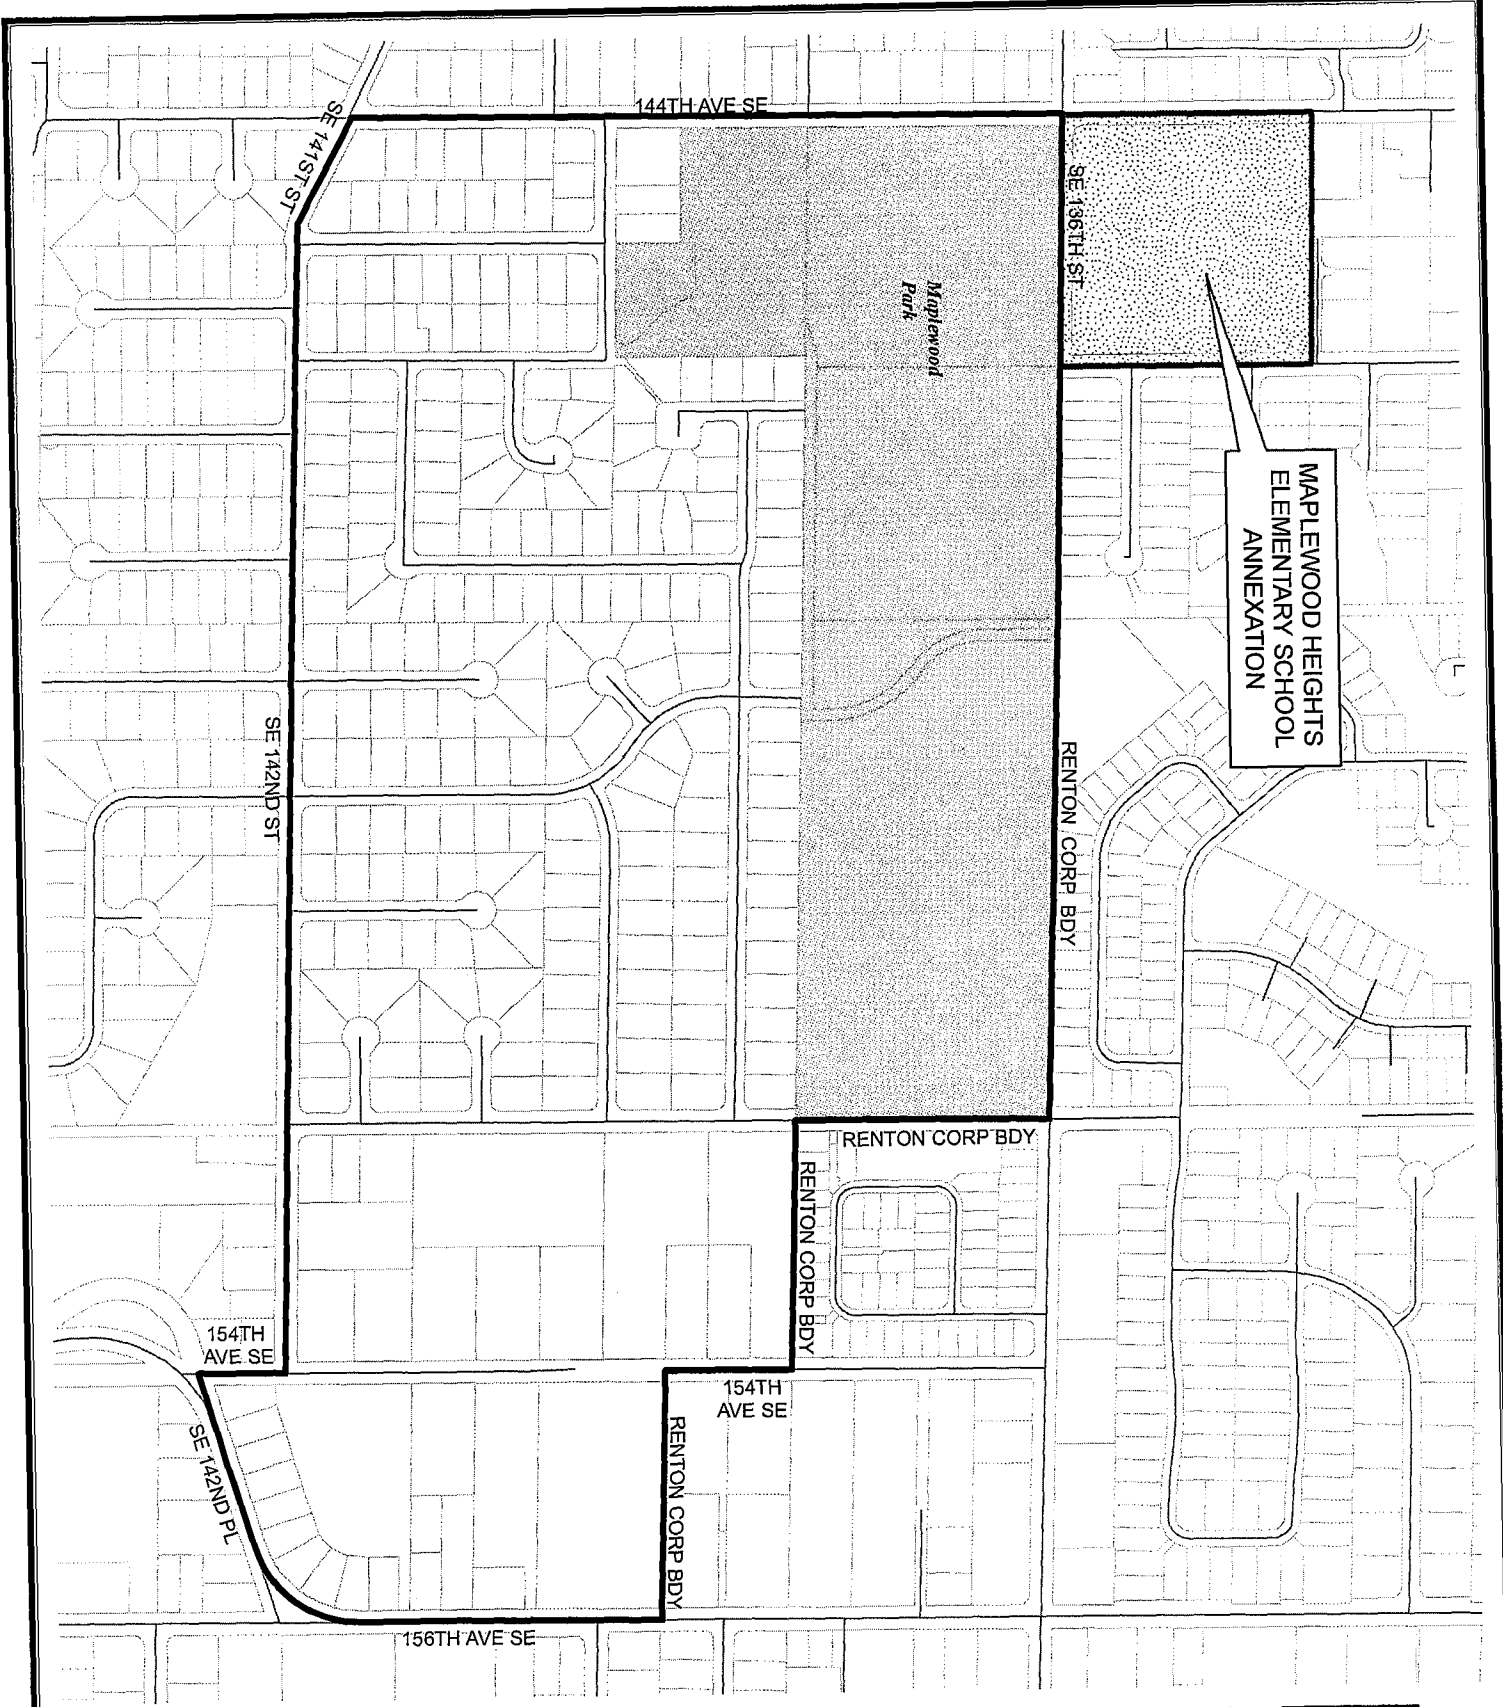 144TH AVE SE
SE 141ST ST
SE 136TH ST
Maplewood
Park
MAPLEWOOD HEIGHTS
ELEMENTARY SCHOOL
ANNEXATION
RENTON CORP BDY
SE 142ND ST
RENTON CORP BDY
RENTON CORP BDY
154TH
AVE SE
154TH
AVE SE
RENTON CORP BDY
SE 142ND PL
156TH AVE SE